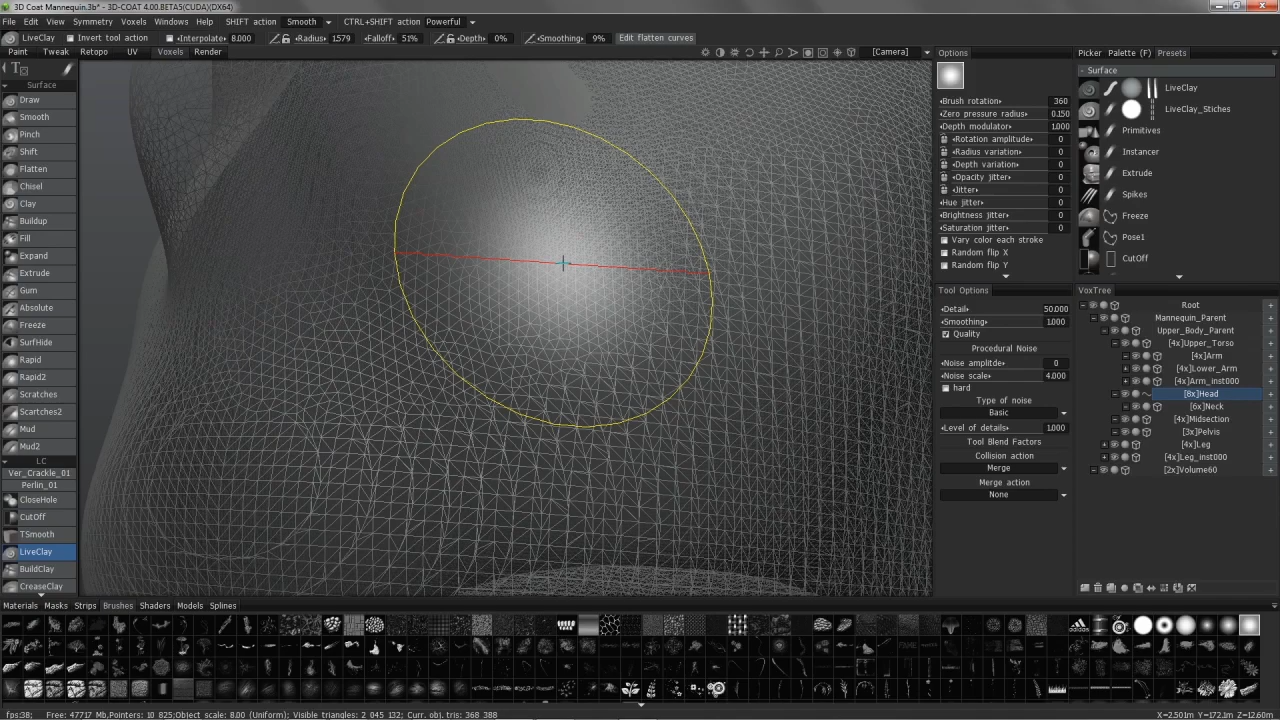 3D Coat Mannequin.3b* - 3D-COAT 4.00.BETA5(CUDA)(DX64)
File Edit View Symmetry Voxels Windows Help SHIFT action Smooth CTRL+SHIFT action Powerful
LiveClay Invert tool action Interpolate 8.000 Radius 1.579 Falloff 51% Depth 0% Smoothing 9% Edit flatten curves
Paint Tweak Retopo UV Voxels Render [Camera]
Surface
Draw
Smooth
Pinch
Shift
Flatten
Chisel
Clay
Buildup
Fill
Expand
Extrude
Gum
Absolute
Freeze
SurfHide
Rapid
Rapid2
Scratches
Scartches2
Mud
Mud2
LC
Ver_Crackle_01
Perlin_01
CloseHole
CutOff
TSmooth
LiveClay
BuildClay
CreaseClay
Options
Brush rotation 360
Zero pressure radius 0.150
Depth modulator 1.000
Rotation amplitude 0
Radius variation 0
Depth variation 0
Opacity jitter 0
Jitter 0
Hue jitter 0
Brightness jitter 0
Saturation jitter 0
Vary color each stroke
Random flip X
Random flip Y
Tool Options
Detail 50.000
Smoothing 1.000
Quality
Procedural Noise
Noise amplitde 0
Noise scale 4.000
hard
Type of noise
Basic
Level of details 1.000
Tool Blend Factors
Collision action
Merge
Merge action
None
Picker Palette (F) Presets
- Surface
LiveClay
LiveClay_Stiches
Primitives
Instancer
Extrude
Spikes
Freeze
Pose1
CutOff
VoxTree
Root +
Mannequin_Parent +
Upper_Body_Parent +
[4x]Upper_Torso +
[4x]Arm +
[4x]Lower_Arm +
[4x]Arm_inst000 +
[8x]Head +
[6x]Neck +
[4x]Midsection +
[3x]Pelvis +
[4x]Leg +
[4x]Leg_inst000 +
[2x]Volume60 +
Materials Masks Strips Brushes Shaders Models Splines
adidas
fps:38; Free: 47717 Mb,Pointers: 10 825;Object scale: 8.00 (Uniform); Visible triangles: 2 045 132; Curr. obj. tris: 368 388 X=2.501m Y=172.1m Z=12.60m